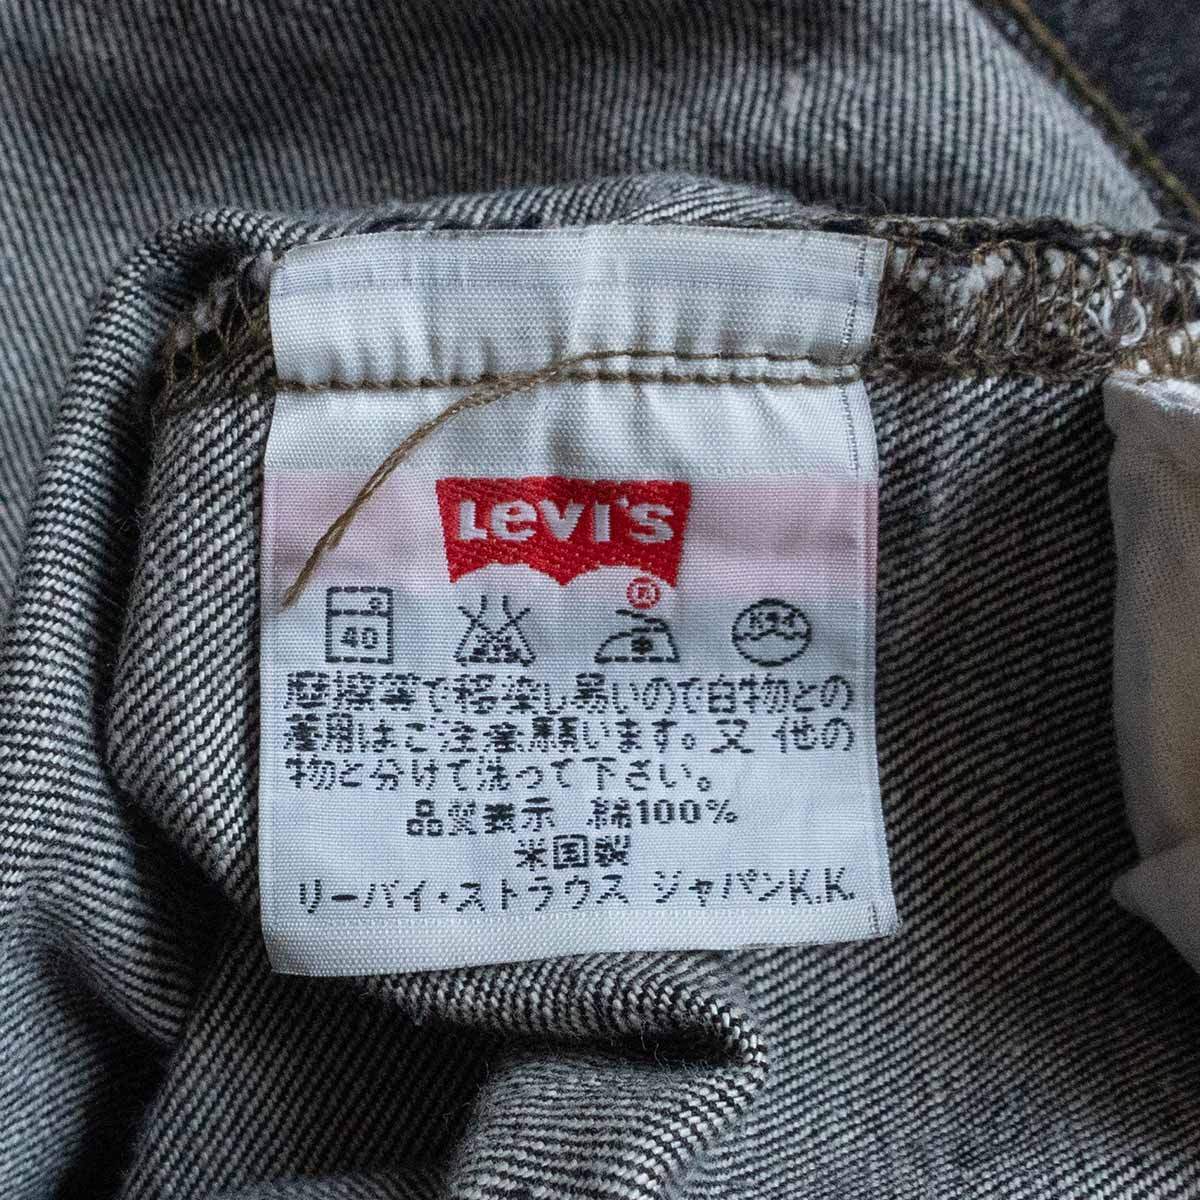 Levi's
®
40
摩擦等で移染し易いので白物との
着用はご注意願います。又 他の
物と分けて洗って下さい。
品質表示 綿100%
米国製
リーバイ・ストラウス ジャパンK.K.